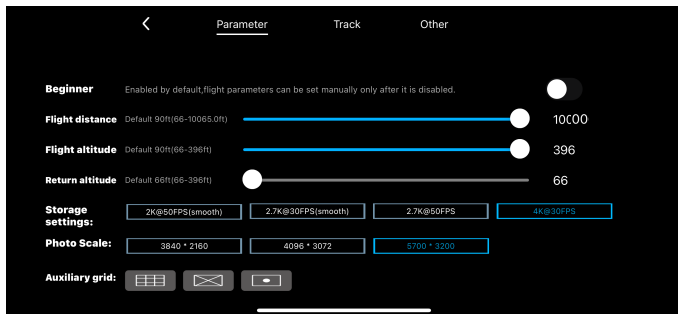 Parameter Track Other
Beginner Enabled by default,flight parameters can be set manually only after it is disabled.
Flight distance Default 90ft(66-10065.0ft) 10000
Flight altitude Default 90ft(66-396ft) 396
Return altitude Default 66ft(66-396ft) 66
Storage settings: 2K@50FPS(smooth) 2.7K@30FPS(smooth) 2.7K@50FPS 4K@30FPS
Photo Scale: 3840 * 2160 4096 * 3072 5700 * 3200
Auxiliary grid: